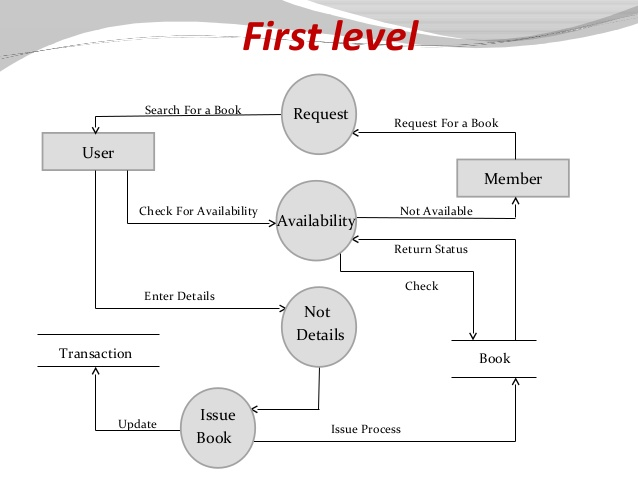 First level
Search For a Book
Request
Request For a Book
User
Member
Check For Availability
Availability
Not Available
Return Status
Check
Enter Details
Not
Details
Transaction
Book
Issue
Book
Update
Issue Process